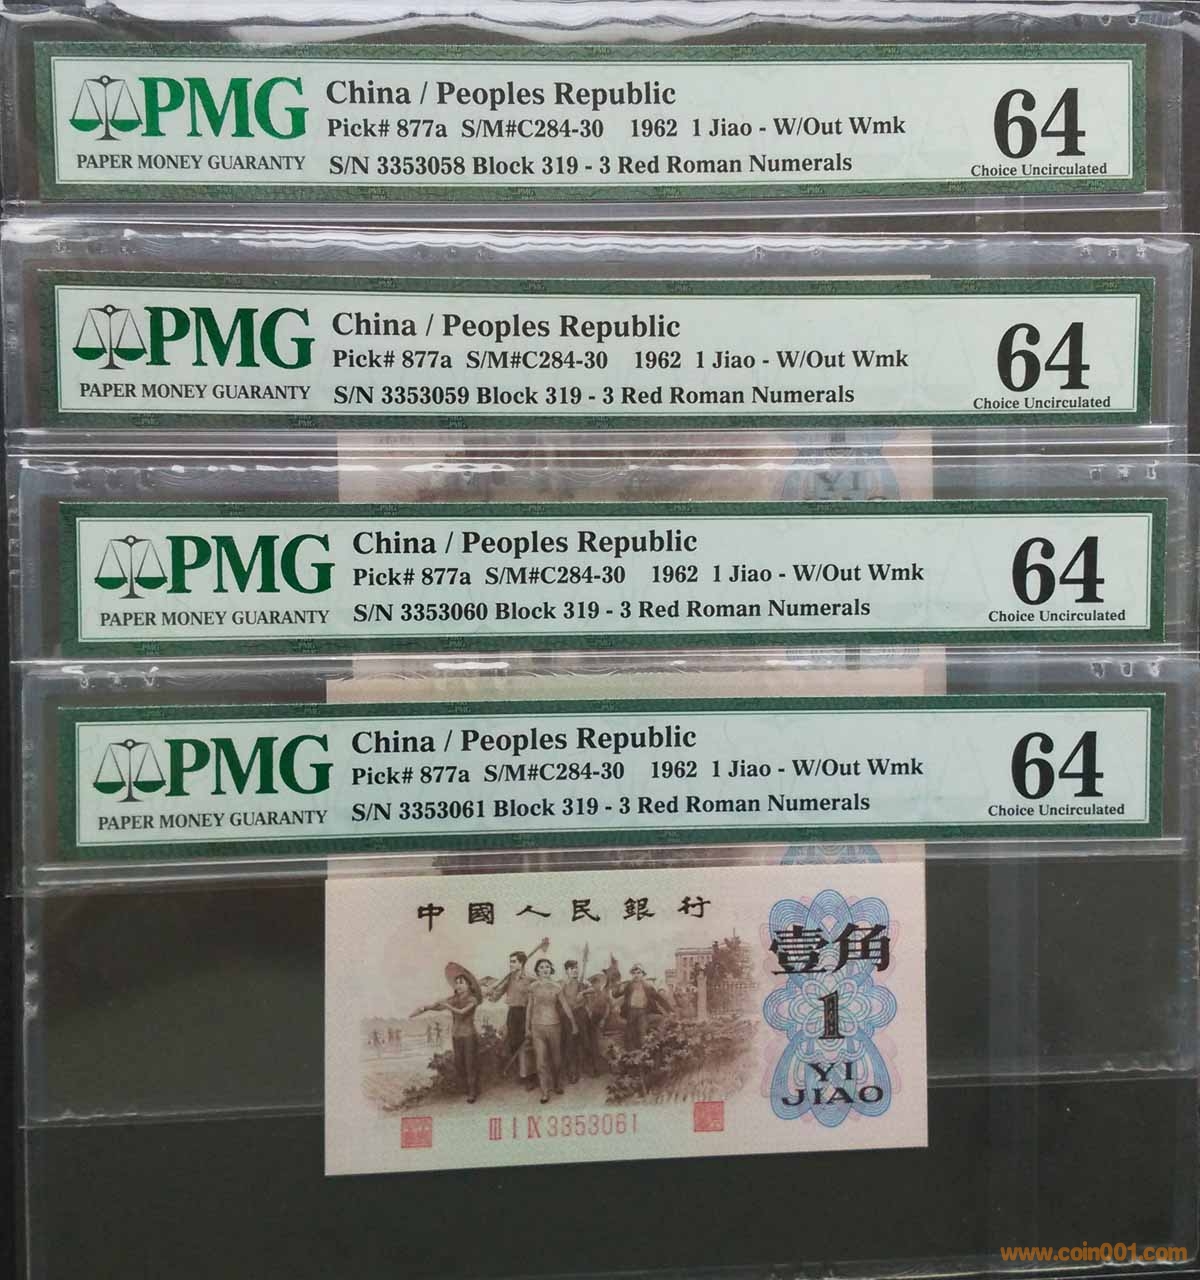 PMG
PAPER MONEY GUARANTY
China / Peoples Republic
Pick# 877a S/M#C284-30 1962 1 Jiao - W/Out Wmk
S/N 3353058 Block 319 - 3 Red Roman Numerals
64
Choice Uncirculated
PMG
PAPER MONEY GUARANTY
China / Peoples Republic
Pick# 877a S/M#C284-30 1962 1 Jiao - W/Out Wmk
S/N 3353059 Block 319 - 3 Red Roman Numerals
64
Choice Uncirculated
YI
JIAO
PMG
PAPER MONEY GUARANTY
China / Peoples Republic
Pick# 877a S/M#C284-30 1962 1 Jiao - W/Out Wmk
S/N 3353060 Block 319 - 3 Red Roman Numerals
64
Choice Uncirculated
PMG
PAPER MONEY GUARANTY
China / Peoples Republic
Pick# 877a S/M#C284-30 1962 1 Jiao - W/Out Wmk
S/N 3353061 Block 319 - 3 Red Roman Numerals
64
Choice Uncirculated
中國人民銀行
壹角
1
YI
JIAO
III I IX 3353061
www.coin001.com